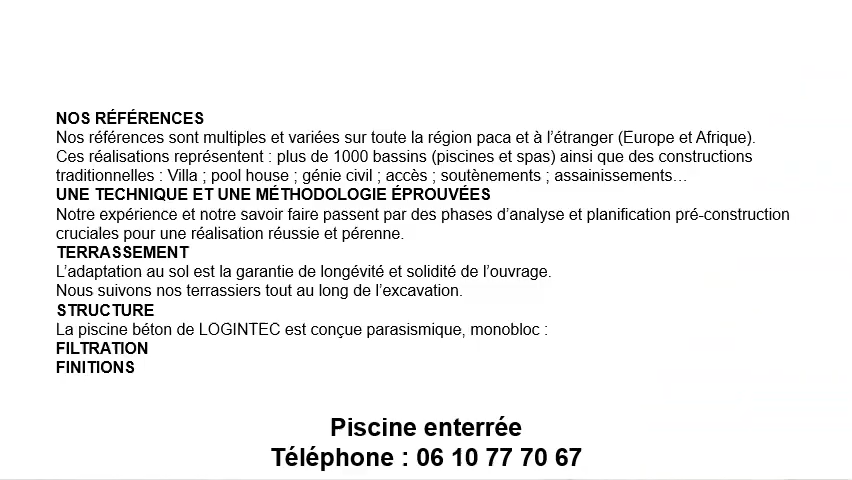 NOS RÉFÉRENCES
Nos références sont multiples et variées sur toute la région paca et à l’étranger (Europe et Afrique).
Ces réalisations représentent : plus de 1000 bassins (piscines et spas) ainsi que des constructions
traditionnelles : Villa ; pool house ; génie civil ; accès ; soutènements ; assainissements…
UNE TECHNIQUE ET UNE MÉTHODOLOGIE ÉPROUVÉES
Notre expérience et notre savoir faire passent par des phases d’analyse et planification pré-construction
cruciales pour une réalisation réussie et pérenne.
TERRASSEMENT
L’adaptation au sol est la garantie de longévité et solidité de l’ouvrage.
Nous suivons nos terrassiers tout au long de l’excavation.
STRUCTURE
La piscine béton de LOGINTEC est conçue parasismique, monobloc :
FILTRATION
FINITIONS
Piscine enterrée
Téléphone : 06 10 77 70 67